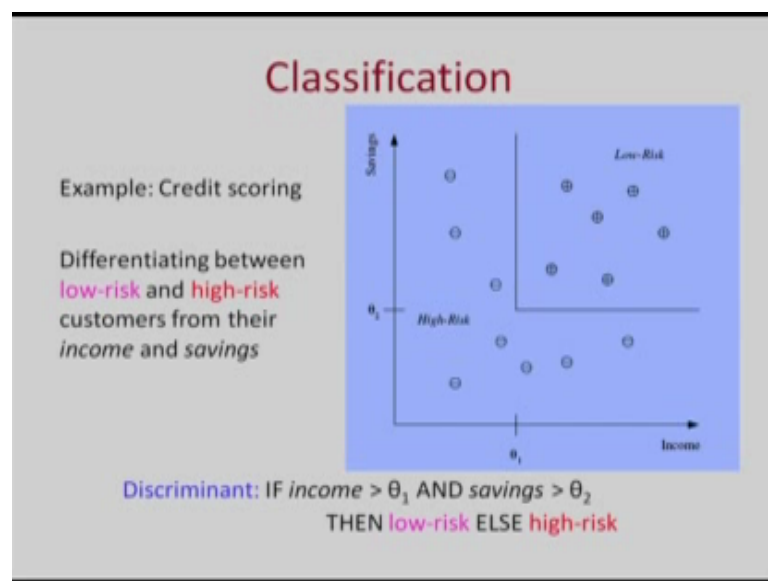 Classification
Example: Credit scoring
Differentiating between
low-risk and high-risk
customers from their
income and savings
Savings
Low-Risk
θ₂
High-Risk
Income
θ₁
Discriminant: IF income > θ₁ AND savings > θ₂
THEN low-risk ELSE high-risk